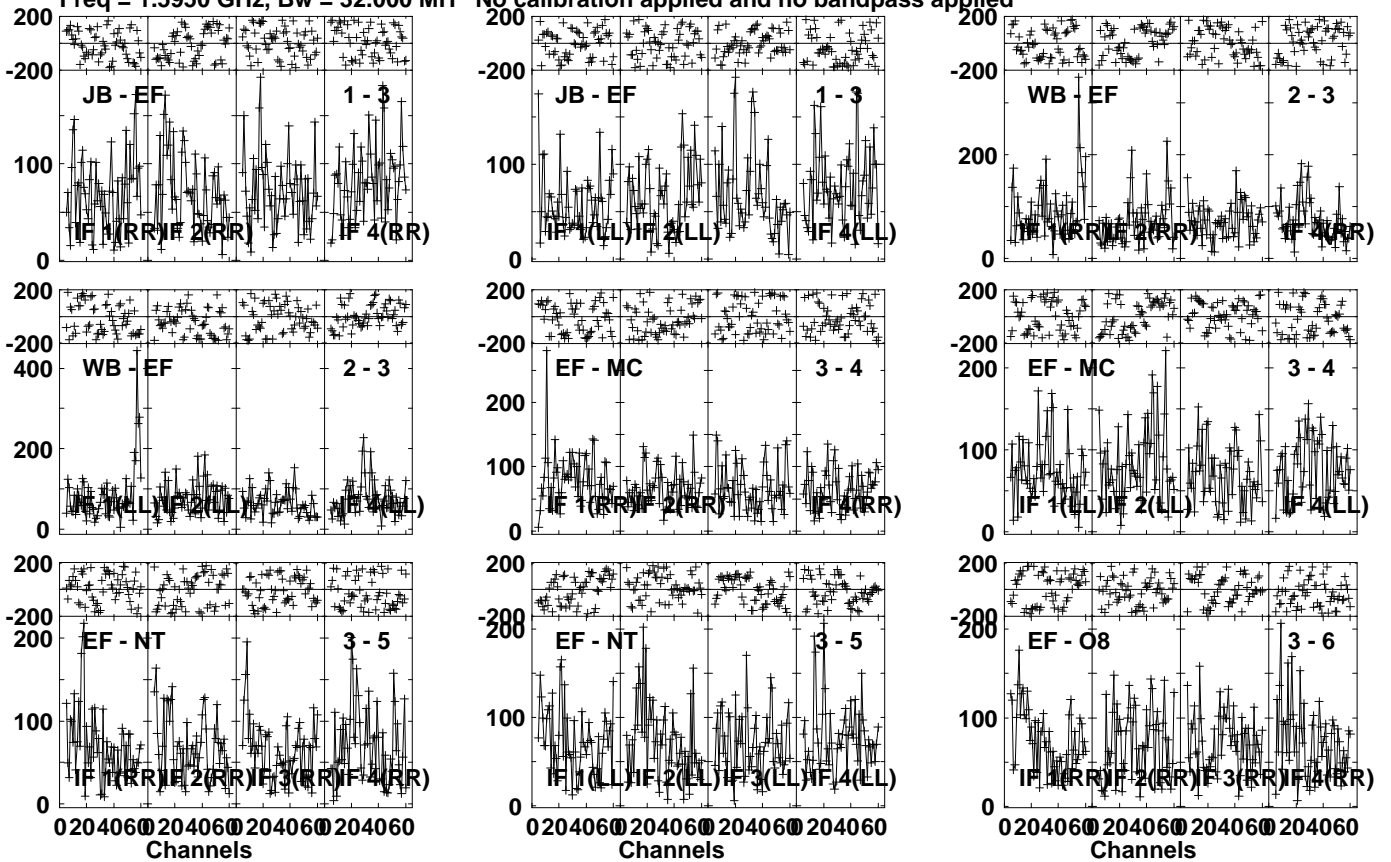 Freq = 1.5950 GHz, Bw = 32.000 MH No calibration applied and no bandpass applied
200 200 200
-200 -200 -200
JB - EF 1 - 3 JB - EF 1 - 3 WB - EF 2 - 3
100 100 200
IF 1(RR) IF 2(RR) IF 4(RR) IF 1(LL) IF 2(LL) IF 4(LL) IF 1(RR) IF 2(RR) IF 4(RR)
0 0 0
200 200 200
-200 -200 -200
400 WB - EF 2 - 3 EF - MC 3 - 4 200 EF - MC 3 - 4
200 200 100
100
IF 1(LL) IF 2(LL) IF 4(LL) IF 1(RR) IF 2(RR) IF 4(RR) IF 1(LL) IF 2(LL) IF 4(LL)
0 0 0
200 200 200
-200 -200 -200
200 EF - NT 3 - 5 200 EF - NT 3 - 5 200 EF - O8 3 - 6
100 100 100
IF 1(RR) IF 2(RR) IF 3(RR) IF 4(RR) IF 1(LL) IF 2(LL) IF 3(LL) IF 4(LL) IF 1(RR) IF 2(RR) IF 3(RR) IF 4(RR)
0 0 0
0 20 40 60 0 20 40 60 0 20 40 60 0 20 40 60 0 20 40 60 0 20 40 60 0 20 40 60 0 20 40 60 0 20 40 60 0 20 40 60 0 20 40 60 0 20 40 60
Channels Channels Channels